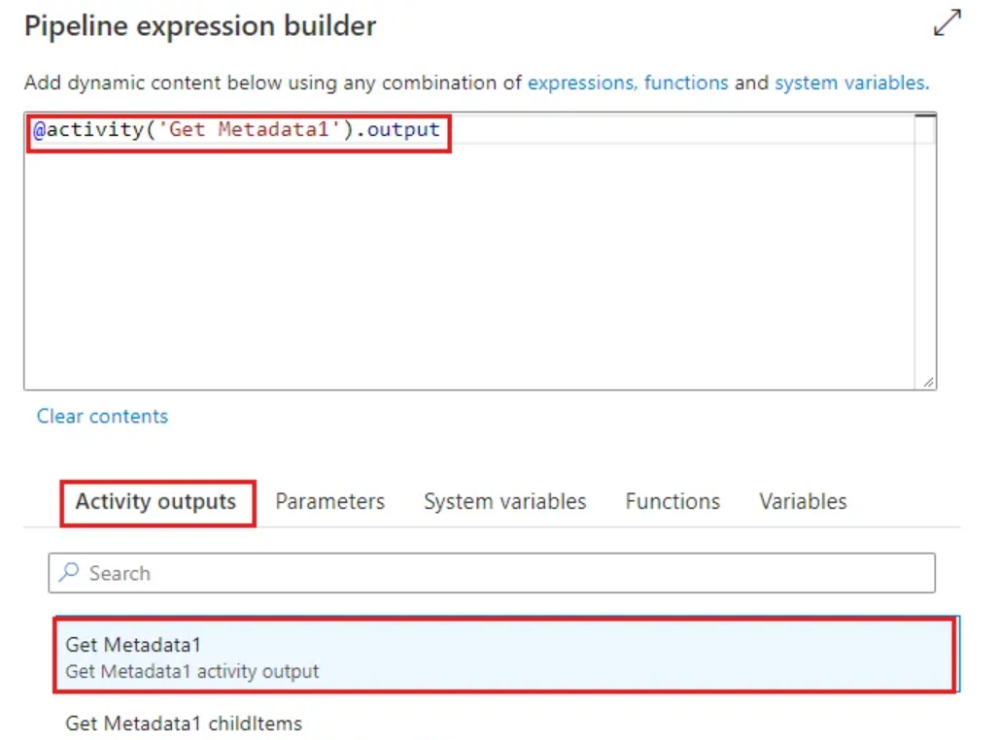 Pipeline expression builder
Add dynamic content below using any combination of expressions, functions and system variables.
@activity('Get Metadata1').output
Clear contents
Activity outputs Parameters System variables Functions Variables
Search
Get Metadata1
Get Metadata1 activity output
Get Metadata1 childItems